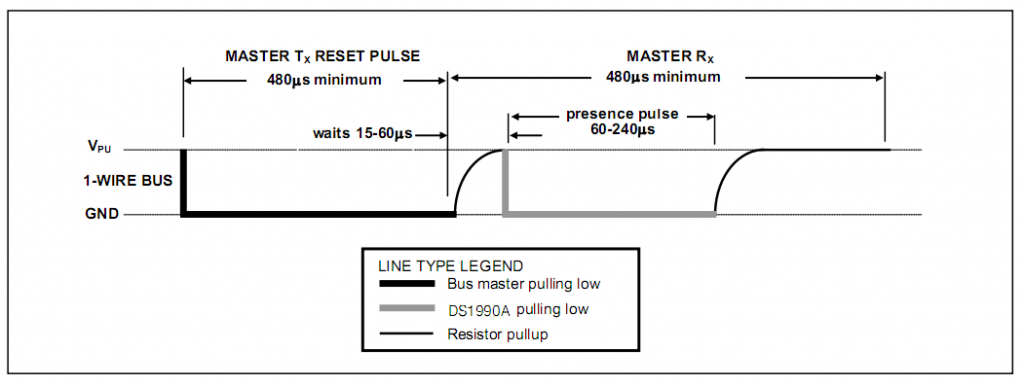 MASTER TX RESET PULSE
480µs minimum
MASTER RX
480µs minimum
waits 15-60µs
presence pulse
60-240µs
VPU
1-WIRE BUS
GND
LINE TYPE LEGEND
Bus master pulling low
DS1990A pulling low
Resistor pullup